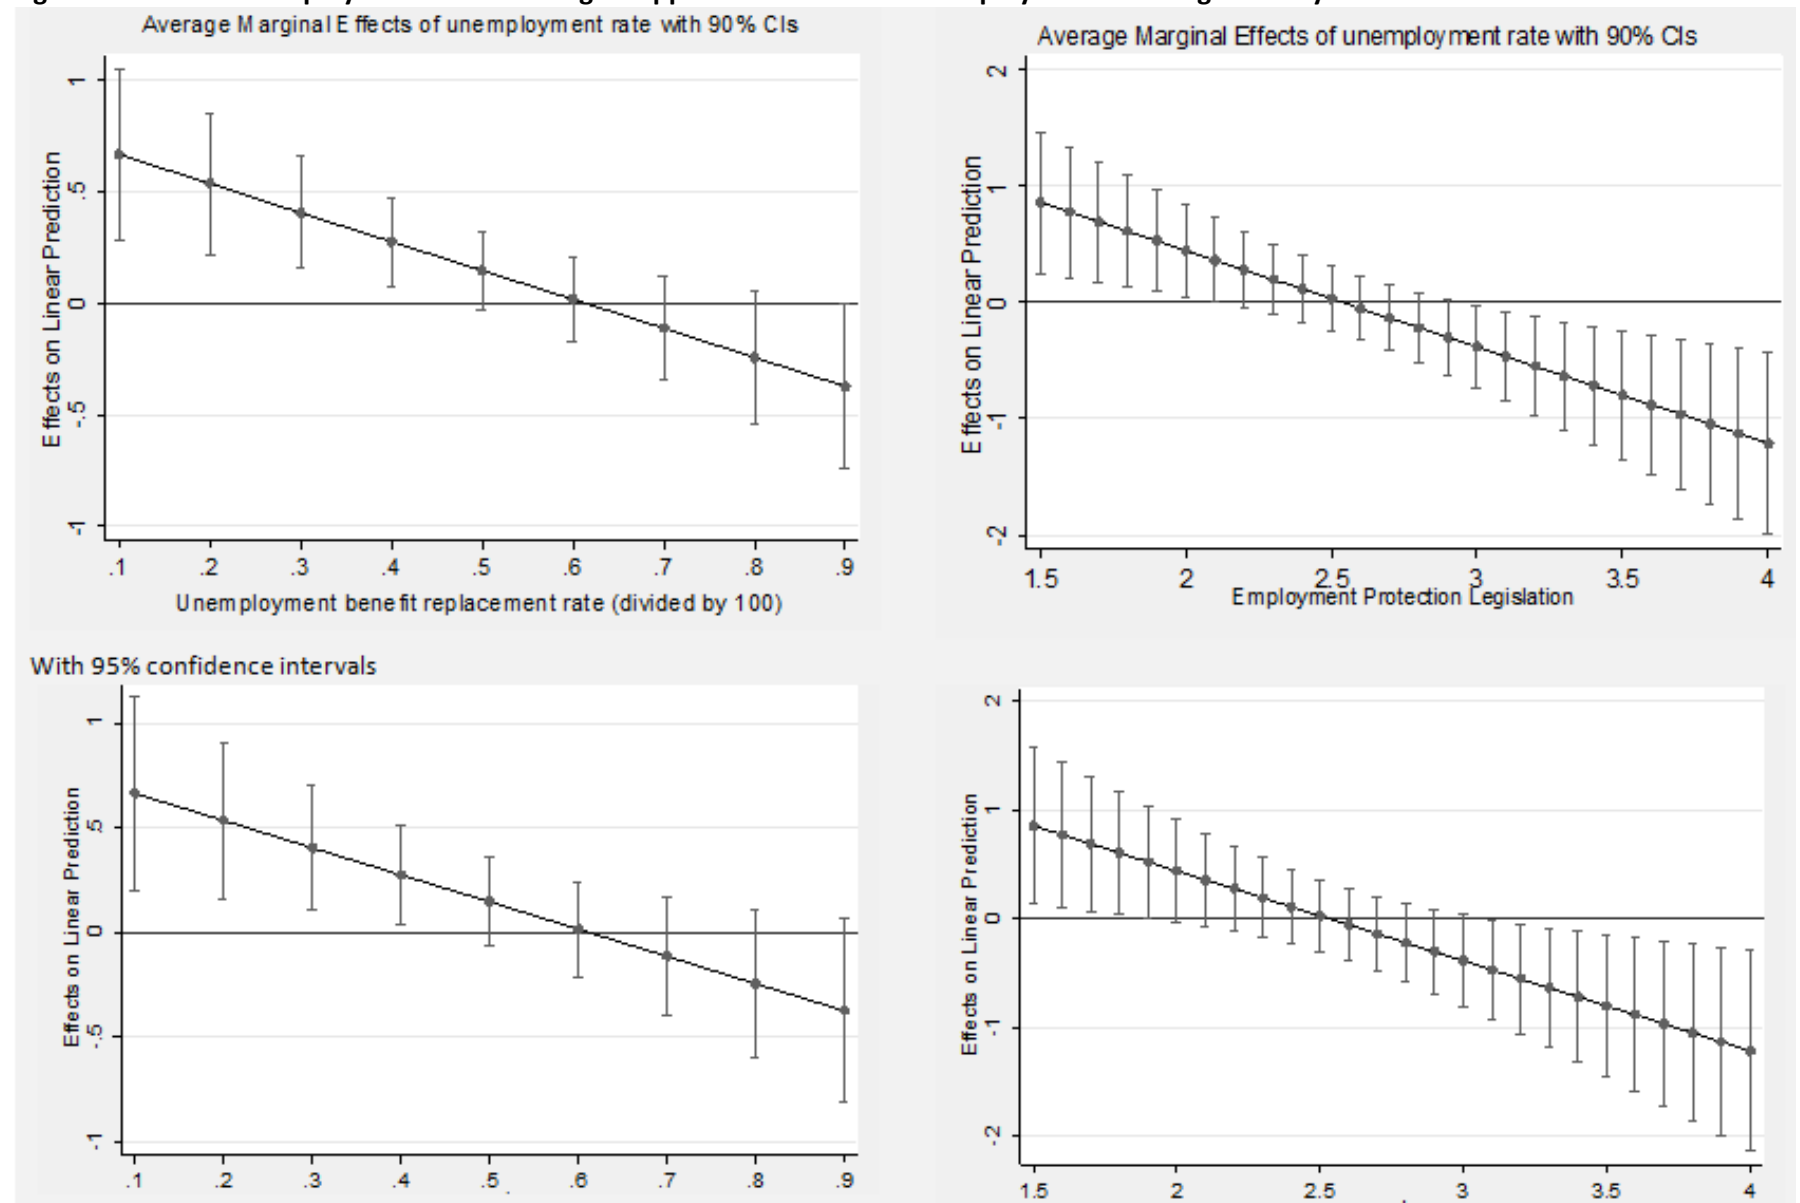 Average Marginal Effects of unemployment rate with 90% CIs
Effects on Linear Prediction
1
.5
0
-.5
-1
.1 .2 .3 .4 .5 .6 .7 .8 .9
Unemployment benefit replacement rate (divided by 100)
Average Marginal Effects of unemployment rate with 90% CIs
Effects on Linear Prediction
2
1
0
-1
-2
1.5 2 2.5 3 3.5 4
Employment Protection Legislation
With 95% confidence intervals
Effects on Linear Prediction
1
.5
0
-.5
-1
.1 .2 .3 .4 .5 .6 .7 .8 .9
Effects on Linear Prediction
2
1
0
-1
-2
1.5 2 2.5 3 3.5 4